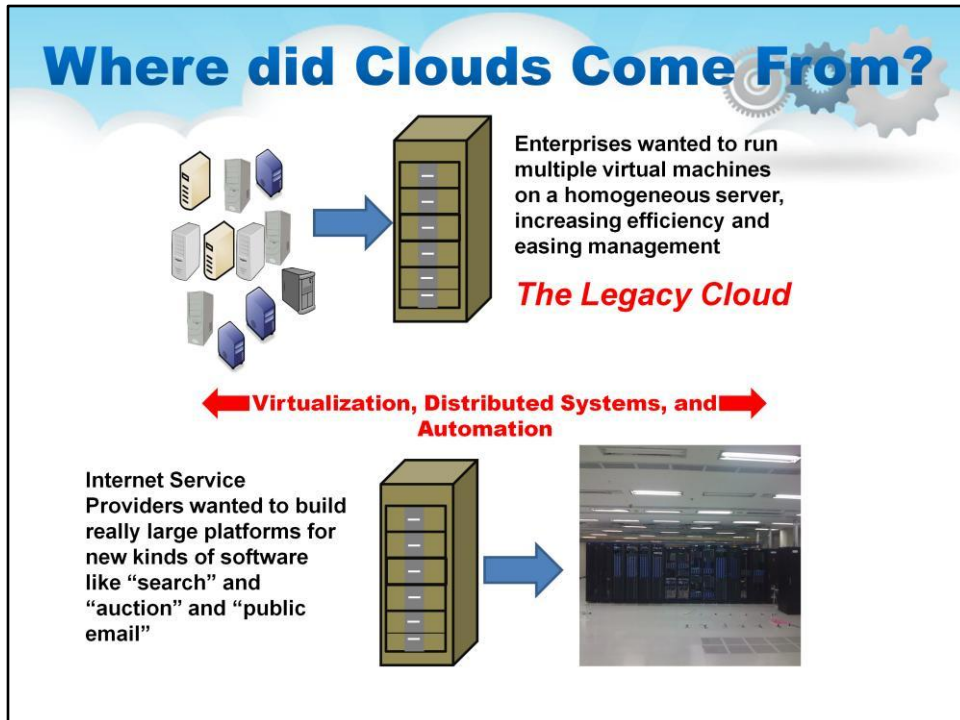 Where did Clouds Come From?
Enterprises wanted to run
multiple virtual machines
on a homogeneous server,
increasing efficiency and
easing management
The Legacy Cloud
Virtualization, Distributed Systems, and
Automation
Internet Service
Providers wanted to build
really large platforms for
new kinds of software
like “search” and
“auction” and “public
email”